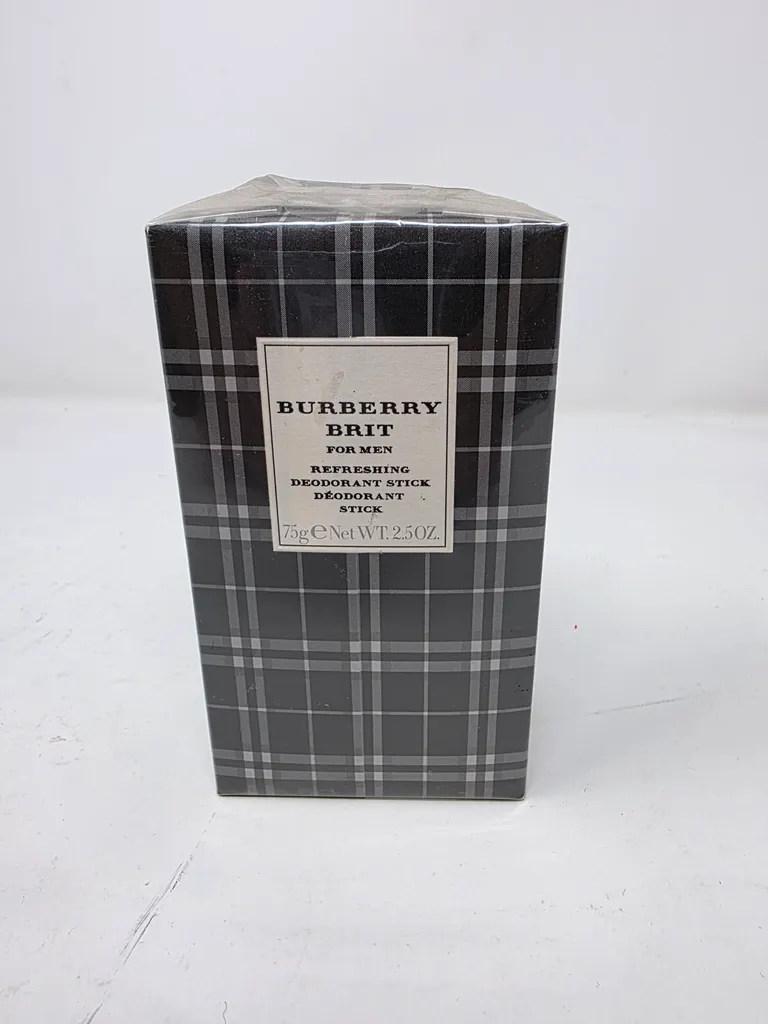 BURBERRY
BRIT
FOR MEN
REFRESHING
DEODORANT STICK
DÉODORANT
STICK
75g℮Net WT. 2.5OZ.